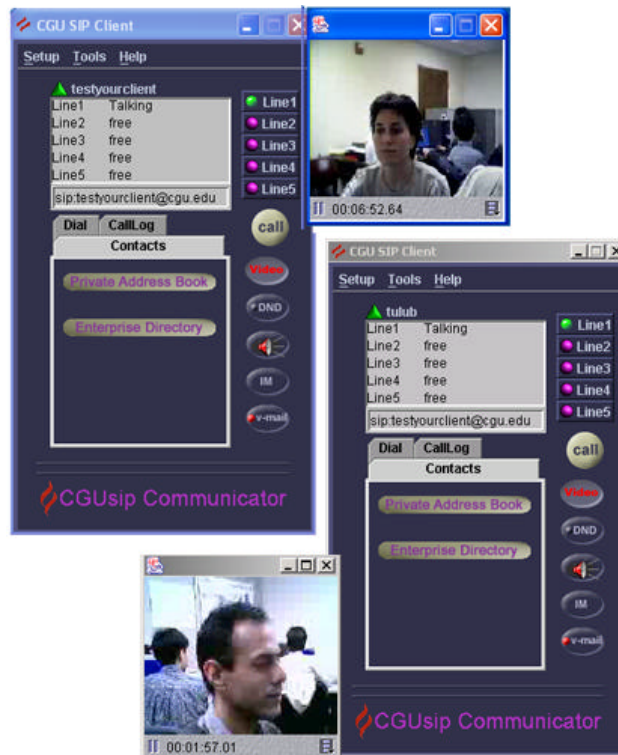 CGU SIP Client
Setup Tools Help
testyourclient
Line1 Talking
Line2 free
Line3 free
Line4 free
Line5 free
sip:testyourclient@cgu.edu
Line1
Line2
Line3
Line4
Line5
Dial CallLog
Contacts
call
Private Address Book
Enterprise Directory
Video
DND
IM
v-mail
CGUsip Communicator
00:06:52.64
CGU SIP Client
Setup Tools Help
tulub
Line1 Talking
Line2 free
Line3 free
Line4 free
Line5 free
sip:testyourclient@cgu.edu
Line1
Line2
Line3
Line4
Line5
Dial CallLog
Contacts
call
Private Address Book
Enterprise Directory
Video
DND
IM
v-mail
CGUsip Communicator
00:01:57.01